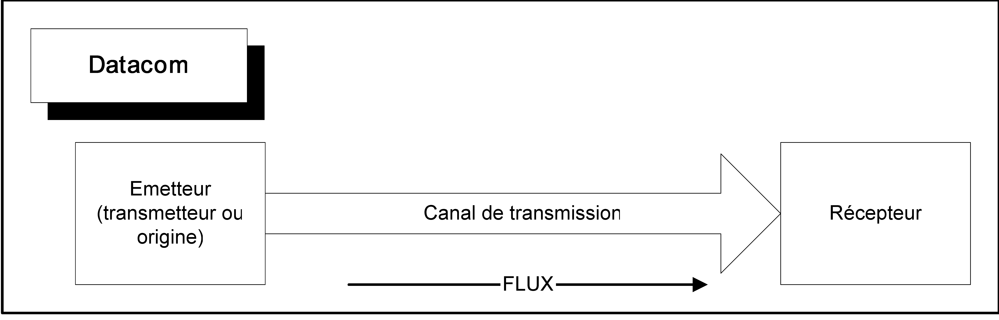 Datacom
Emetteur
(transmetteur ou
origine)
Canal de transmission
Récepteur
FLUX